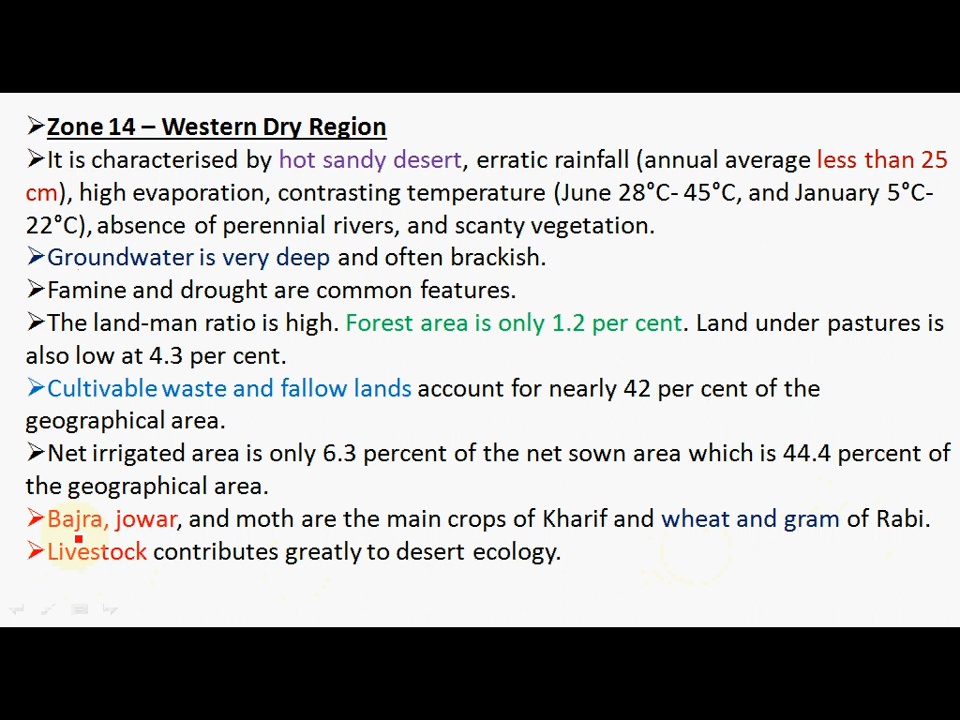 ➢Zone 14 – Western Dry Region
➢It is characterised by hot sandy desert, erratic rainfall (annual average less than 25
cm), high evaporation, contrasting temperature (June 28°C- 45°C, and January 5°C-
22°C), absence of perennial rivers, and scanty vegetation.
➢Groundwater is very deep and often brackish.
➢Famine and drought are common features.
➢The land-man ratio is high. Forest area is only 1.2 per cent. Land under pastures is
also low at 4.3 per cent.
➢Cultivable waste and fallow lands account for nearly 42 per cent of the
geographical area.
➢Net irrigated area is only 6.3 percent of the net sown area which is 44.4 percent of
the geographical area.
➢Bajra, jowar, and moth are the main crops of Kharif and wheat and gram of Rabi.
➢Livestock contributes greatly to desert ecology.